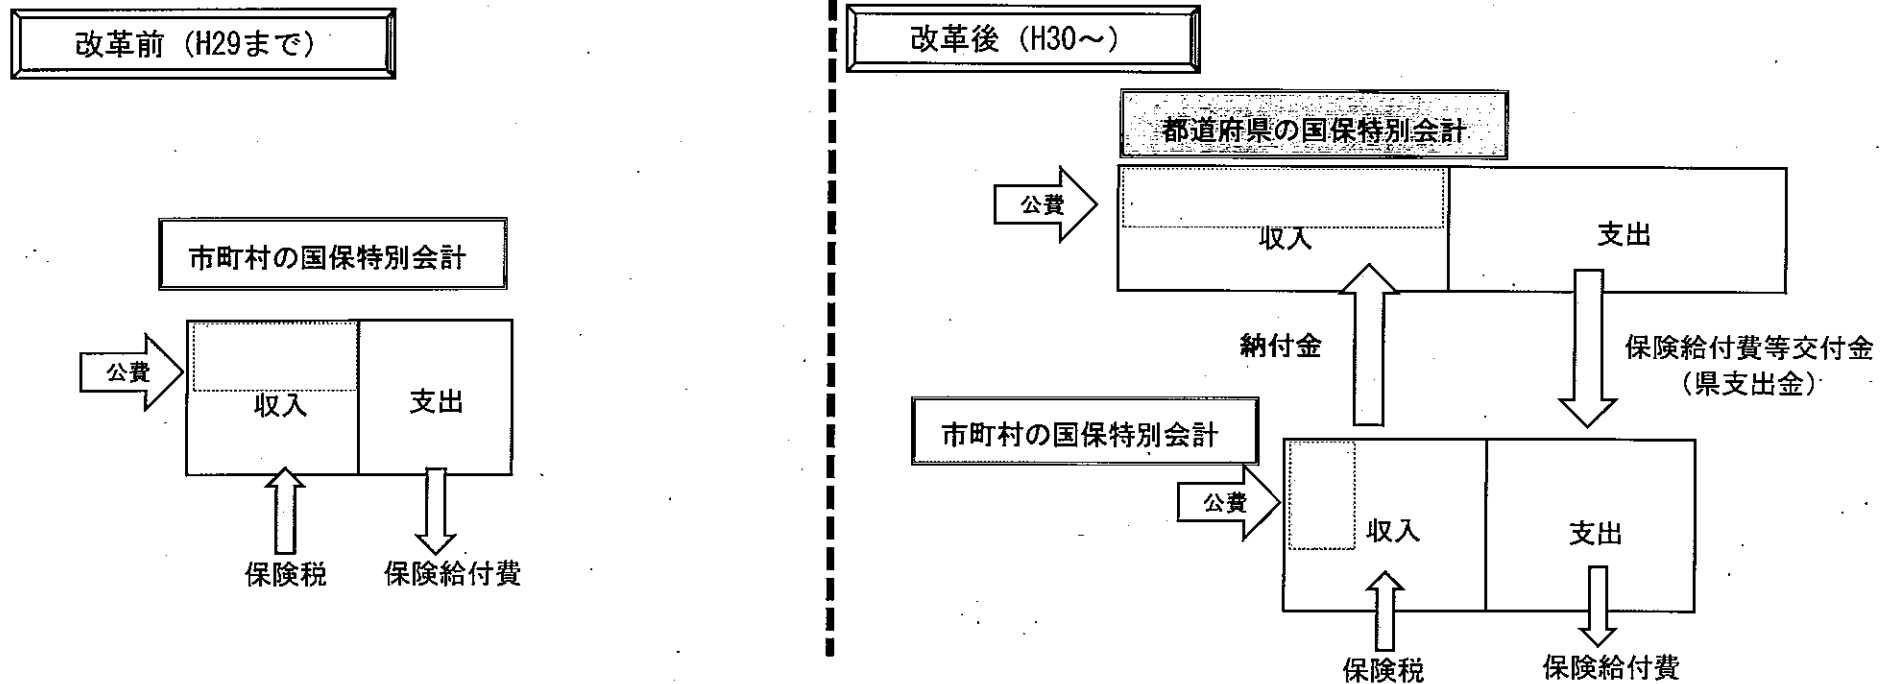 改革前（H29まで）
市町村の国保特別会計
公費
収入
支出
保険税
保険給付費
改革後（H30～）
都道府県の国保特別会計
公費
収入
支出
納付金
保険給付費等交付金
（県支出金）
市町村の国保特別会計
公費
収入
支出
保険税
保険給付費